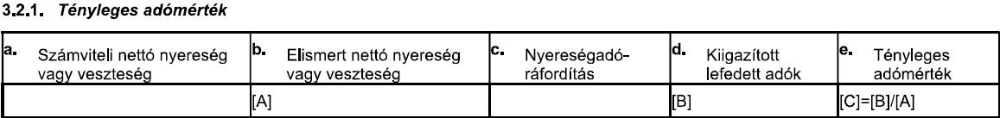 3.2.1. Tényleges adómérték
a. Számviteli nettó nyereség vagy veszteség
b. Elismert nettó nyereség vagy veszteség
c. Nyereségadó-ráfordítás
d. Kiigazított lefedett adók
e. Tényleges adómérték
[A] [B] [C]=[B]/[A]